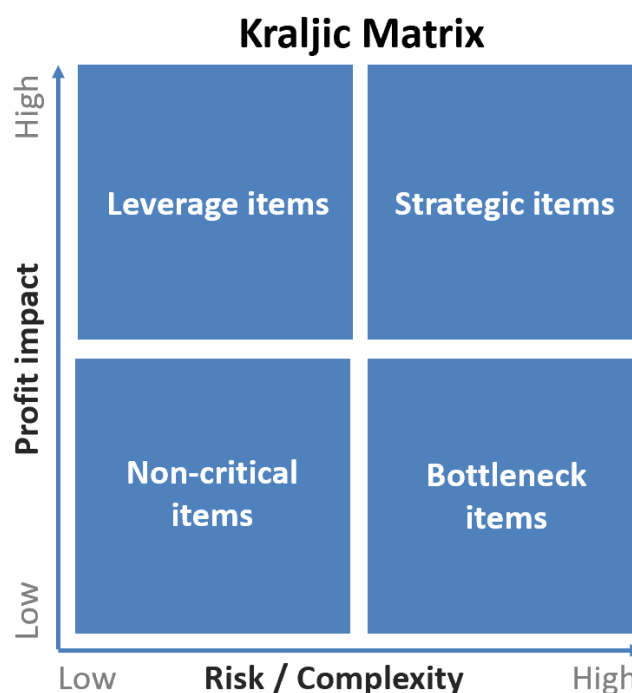 Kraljic Matrix
High
Leverage items
Strategic items
Profit impact
Non-critical
items
Bottleneck
items
Low
Low
Risk / Complexity
High